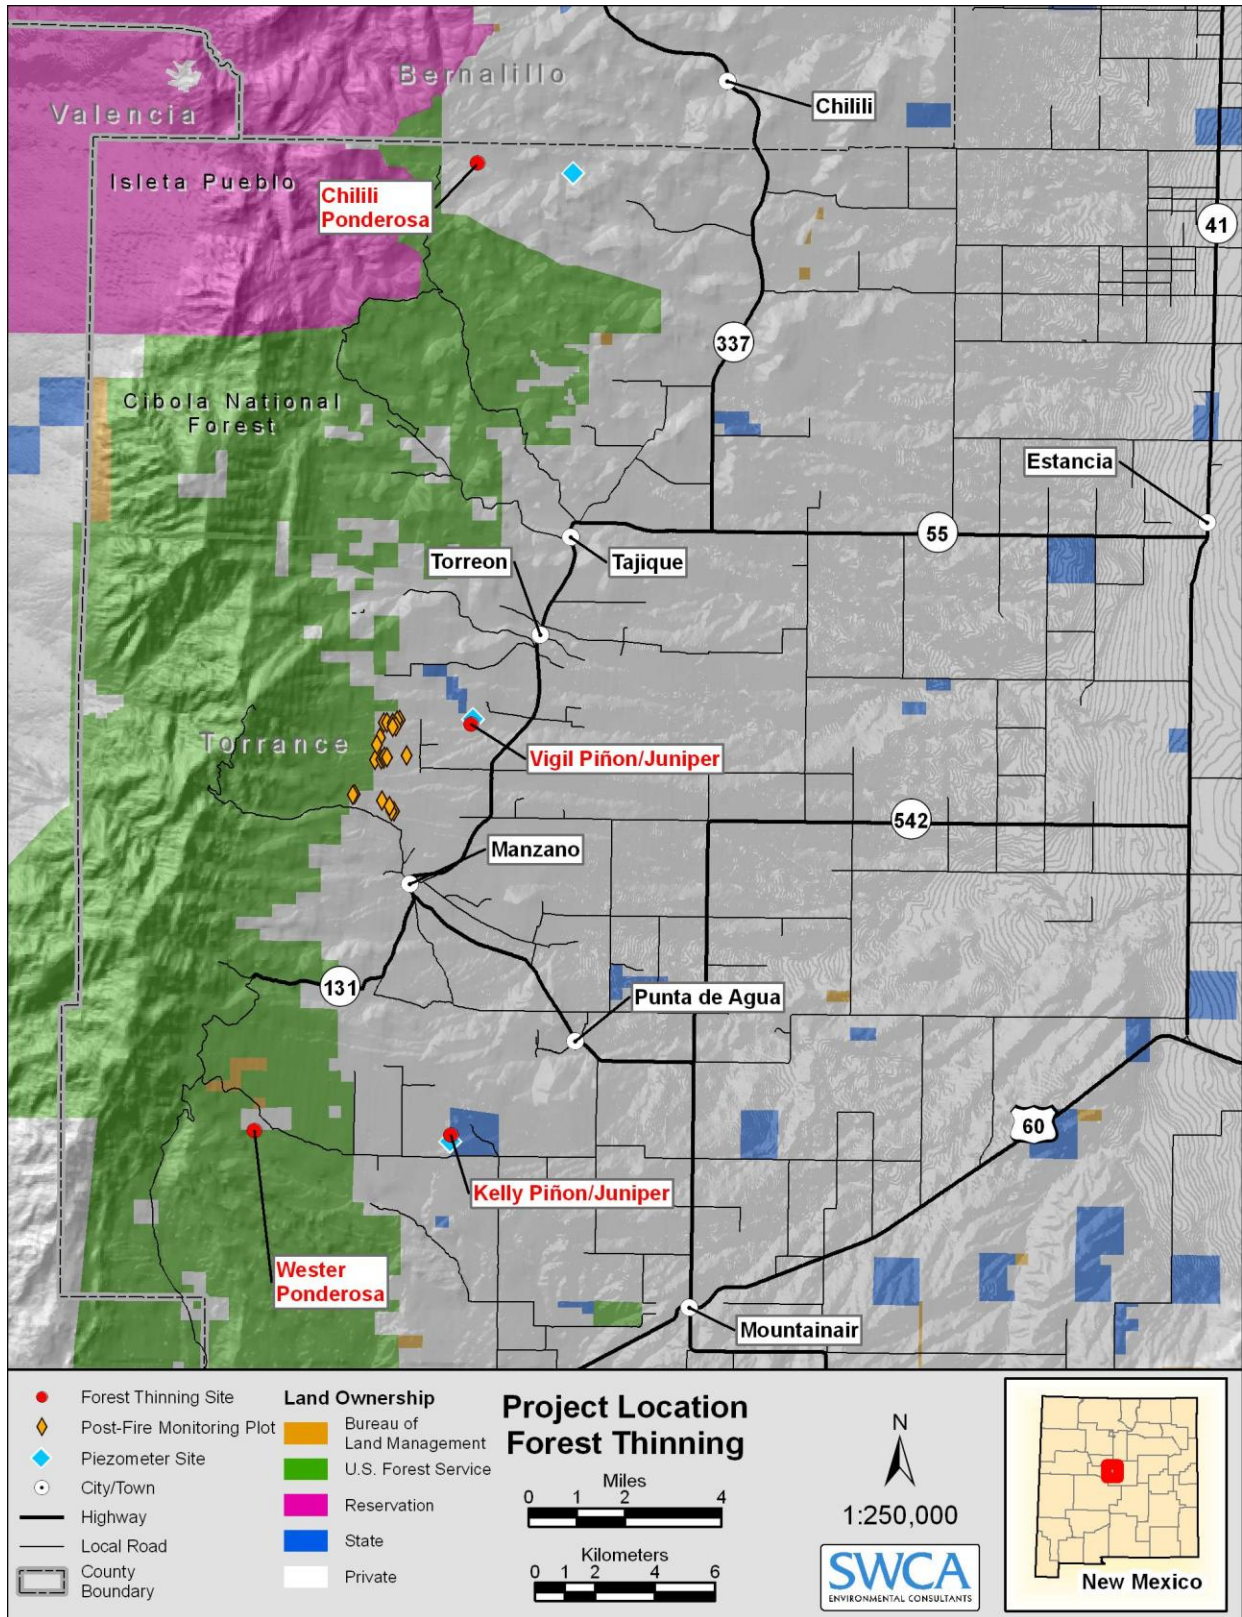 Bernalillo
Valencia
Chilili
Isleta Pueblo
Chilili
Ponderosa
41
337
Cibola National
Forest
Estancia
55
Torreon
Tajique
Torrance
Vigil Piñon/Juniper
542
Manzano
131
Punta de Agua
60
Kelly Piñon/Juniper
Wester
Ponderosa
Mountainair
Forest Thinning Site
Post-Fire Monitoring Plot
Piezometer Site
City/Town
Highway
Local Road
County
Boundary
Land Ownership
Bureau of
Land Management
U.S. Forest Service
Reservation
State
Private
Project Location
Forest Thinning
Miles
0 1 2 4
Kilometers
0 1 2 4 6
N
1:250,000
SWCA
ENVIRONMENTAL CONSULTANTS
New Mexico